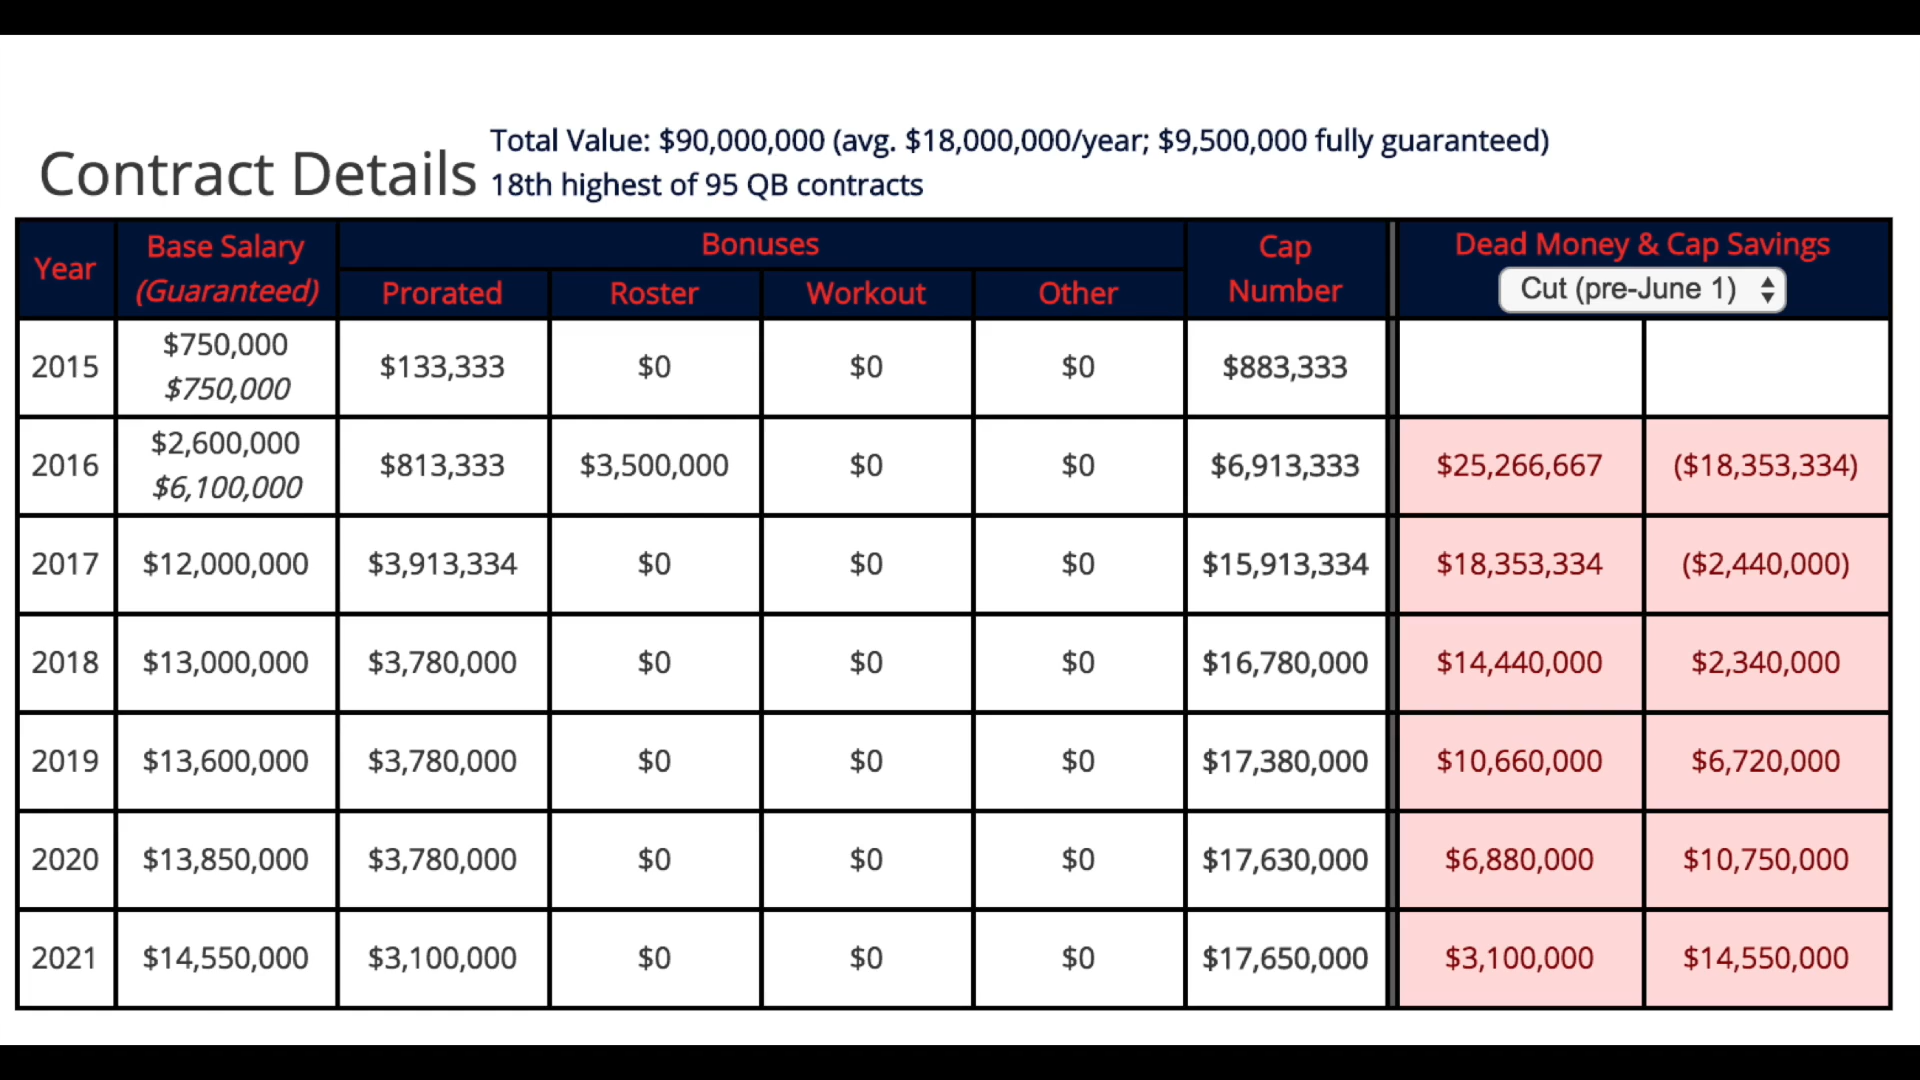 Contract Details
Total Value: $90,000,000 (avg. $18,000,000/year; $9,500,000 fully guaranteed)
18th highest of 95 QB contracts
Year
Base Salary
(Guaranteed)
Bonuses
Prorated Roster Workout Other
Cap
Number
Dead Money & Cap Savings
Cut (pre-June 1)
2015 $750,000 $133,333 $0 $0 $0 $883,333
$750,000
2016 $2,600,000 $813,333 $3,500,000 $0 $0 $6,913,333 $25,266,667 ($18,353,334)
$6,100,000
2017 $12,000,000 $3,913,334 $0 $0 $0 $15,913,334 $18,353,334 ($2,440,000)
2018 $13,000,000 $3,780,000 $0 $0 $0 $16,780,000 $14,440,000 $2,340,000
2019 $13,600,000 $3,780,000 $0 $0 $0 $17,380,000 $10,660,000 $6,720,000
2020 $13,850,000 $3,780,000 $0 $0 $0 $17,630,000 $6,880,000 $10,750,000
2021 $14,550,000 $3,100,000 $0 $0 $0 $17,650,000 $3,100,000 $14,550,000